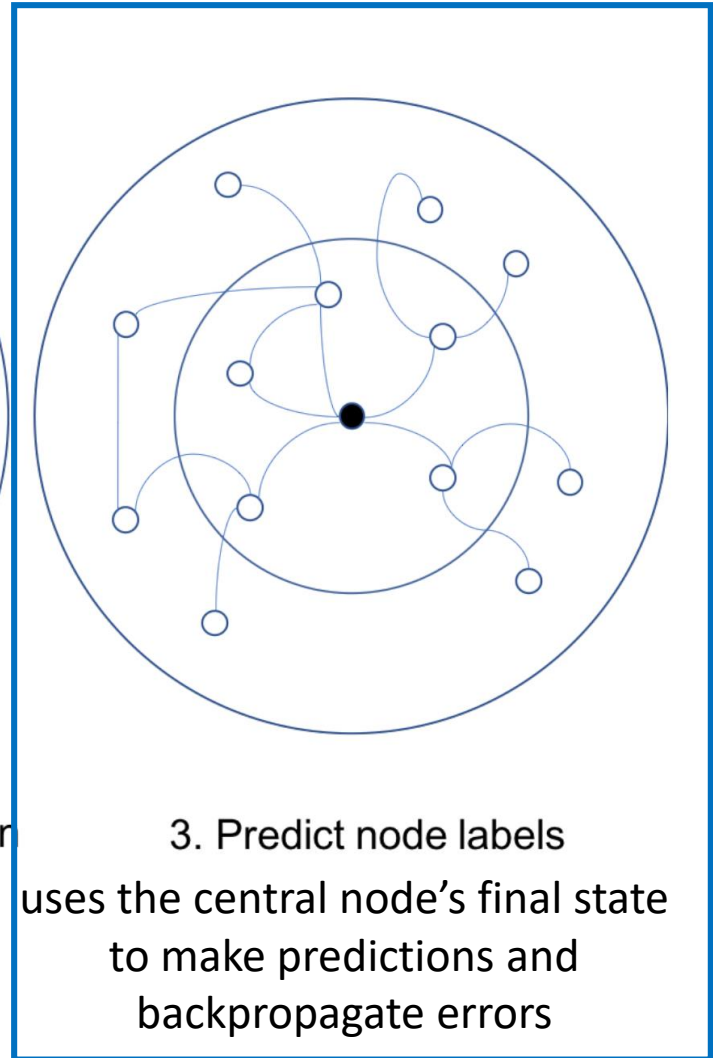 n
3. Predict node labels
uses the central node’s final state
to make predictions and
backpropagate errors